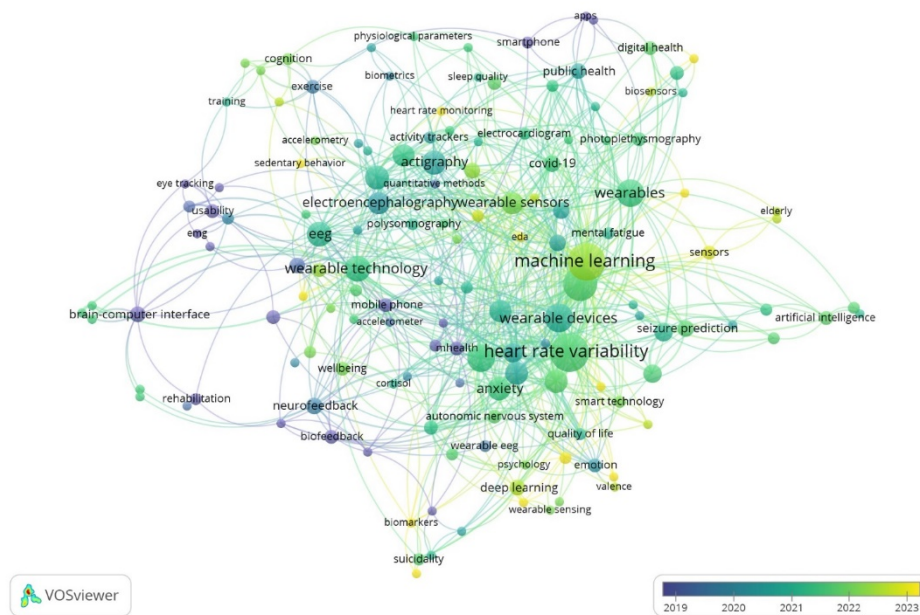 apps
smartphone
physiological parameters
digital health
cognition
public health
biometrics
sleep quality
exercise
biosensors
training
heart rate monitoring
activity trackers
electrocardiogram
photoplethysmography
accelerometry
sedentary behavior
actigraphy
covid-19
eye tracking
quantitative methods
wearables
electroencephalography
wearable sensors
usability
elderly
polysomnography
emg
eeg
eda
mental fatigue
sensors
machine learning
wearable technology
mobile phone
brain-computer interface
accelerometer
wearable devices
seizure prediction
artificial intelligence
mhealth
heart rate variability
wellbeing
cortisol
anxiety
rehabilitation
neurofeedback
smart technology
autonomic nervous system
biofeedback
wearable eeg
quality of life
psychology
emotion
deep learning
valence
wearable sensing
biomarkers
suicidality
VOSviewer
2019 2020 2021 2022 2023